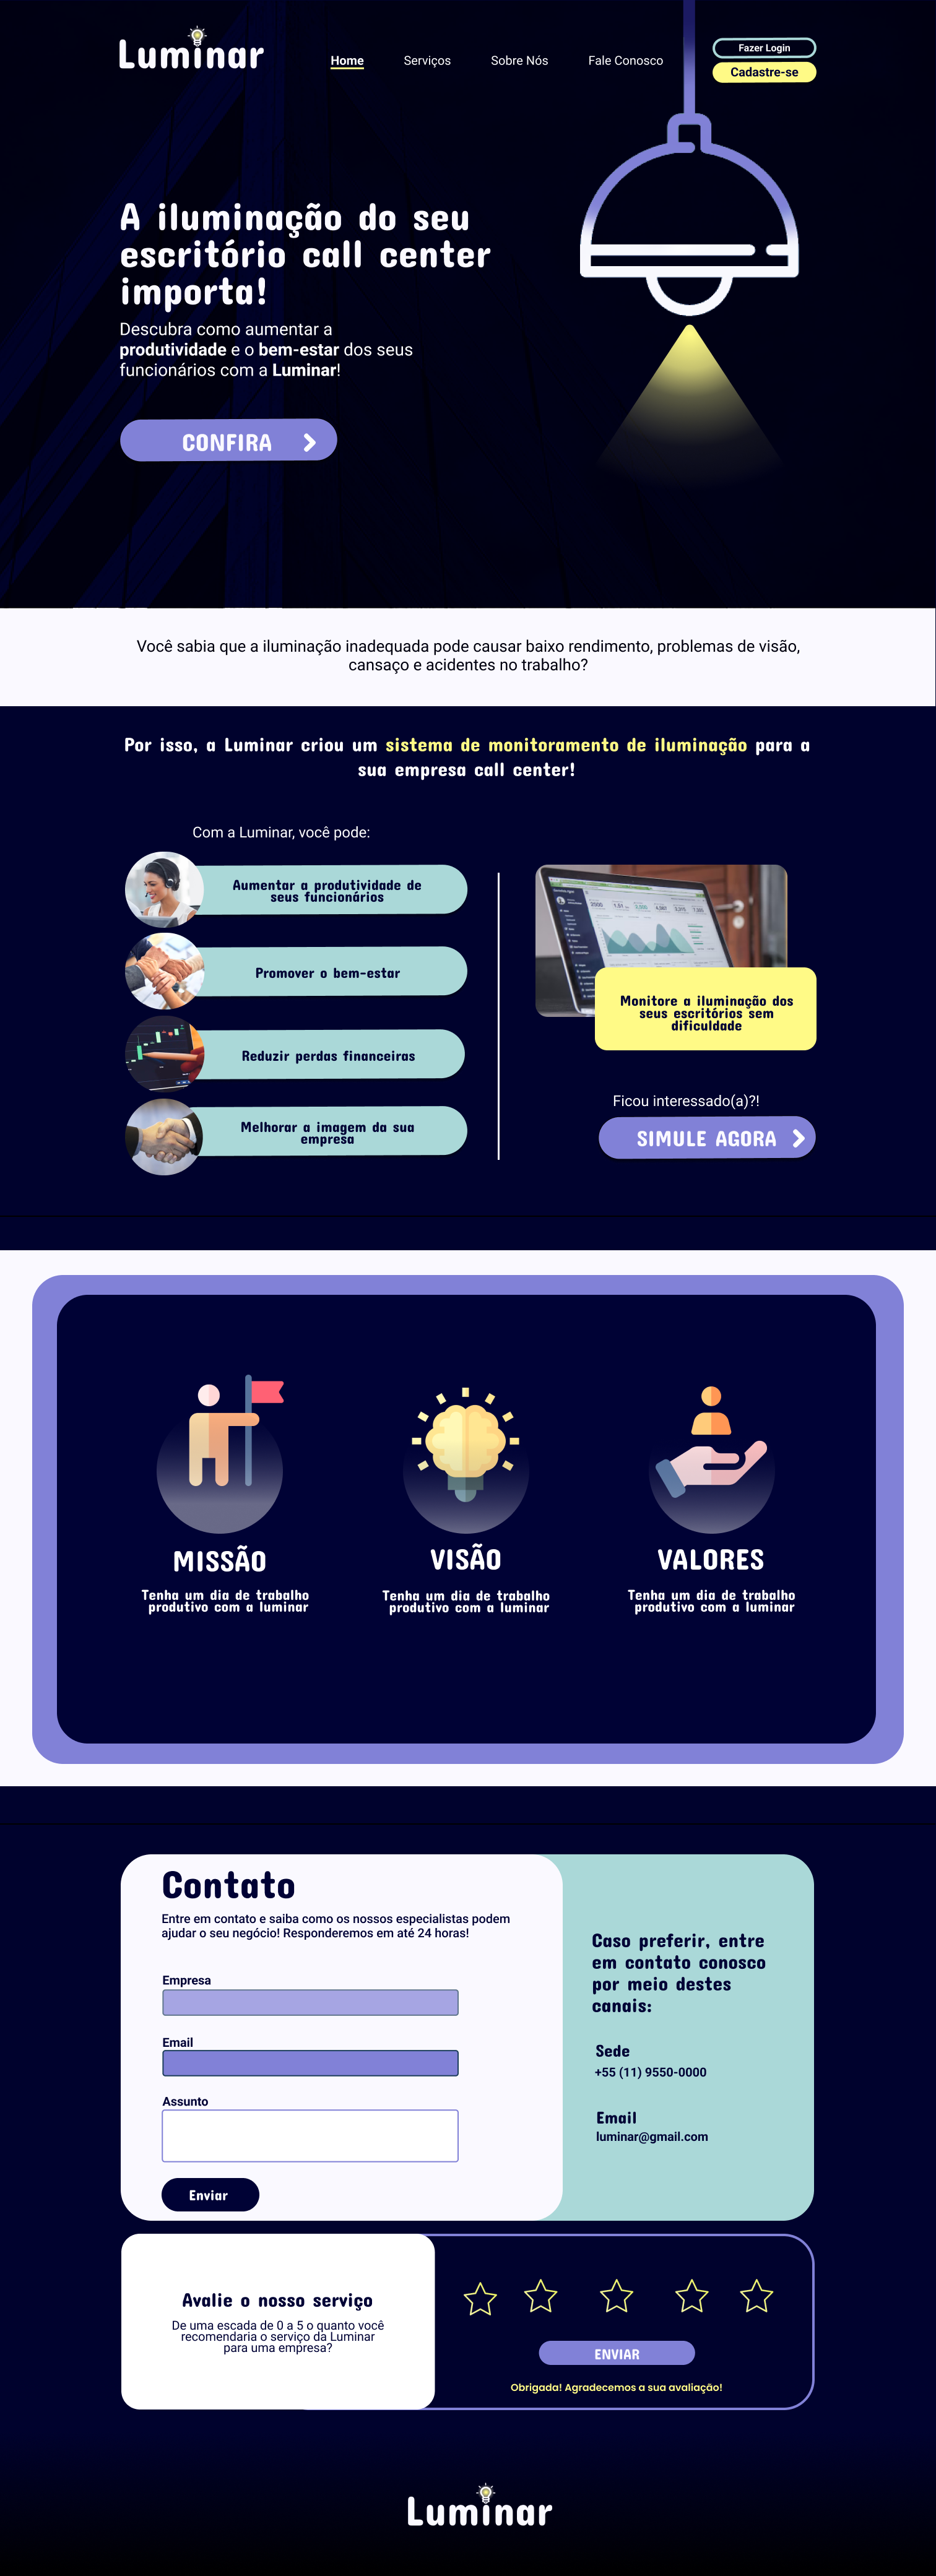 Luminar
Home
Serviços
Sobre Nós
Fale Conosco
Fazer Login
Cadastre-se
A iluminação do seu
escritório call center
importa!
Descubra como aumentar a
produtividade e o bem-estar dos seus
funcionários com a Luminar!
CONFIRA
Você sabia que a iluminação inadequada pode causar baixo rendimento, problemas de visão,
cansaço e acidentes no trabalho?
Por isso, a Luminar criou um sistema de monitoramento de iluminação para a
sua empresa call center!
Com a Luminar, você pode:
Aumentar a produtividade de
seus funcionários
Promover o bem-estar
Reduzir perdas financeiras
Melhorar a imagem da sua
empresa
Monitore a iluminação dos
seus escritórios sem
dificuldade
Ficou interessado(a)?!
SIMULE AGORA
MISSÃO
Tenha um dia de trabalho
produtivo com a luminar
VISÃO
Tenha um dia de trabalho
produtivo com a luminar
VALORES
Tenha um dia de trabalho
produtivo com a luminar
Contato
Entre em contato e saiba como os nossos especialistas podem
ajudar o seu negócio! Responderemos em até 24 horas!
Empresa
Email
Assunto
Enviar
Caso preferir, entre
em contato conosco
por meio destes
canais:
Sede
+55 (11) 9550-0000
Email
luminar@gmail.com
Avalie o nosso serviço
De uma escada de 0 a 5 o quanto você
recomendaria o serviço da Luminar
para uma empresa?
ENVIAR
Obrigada! Agradecemos a sua avaliação!
Luminar